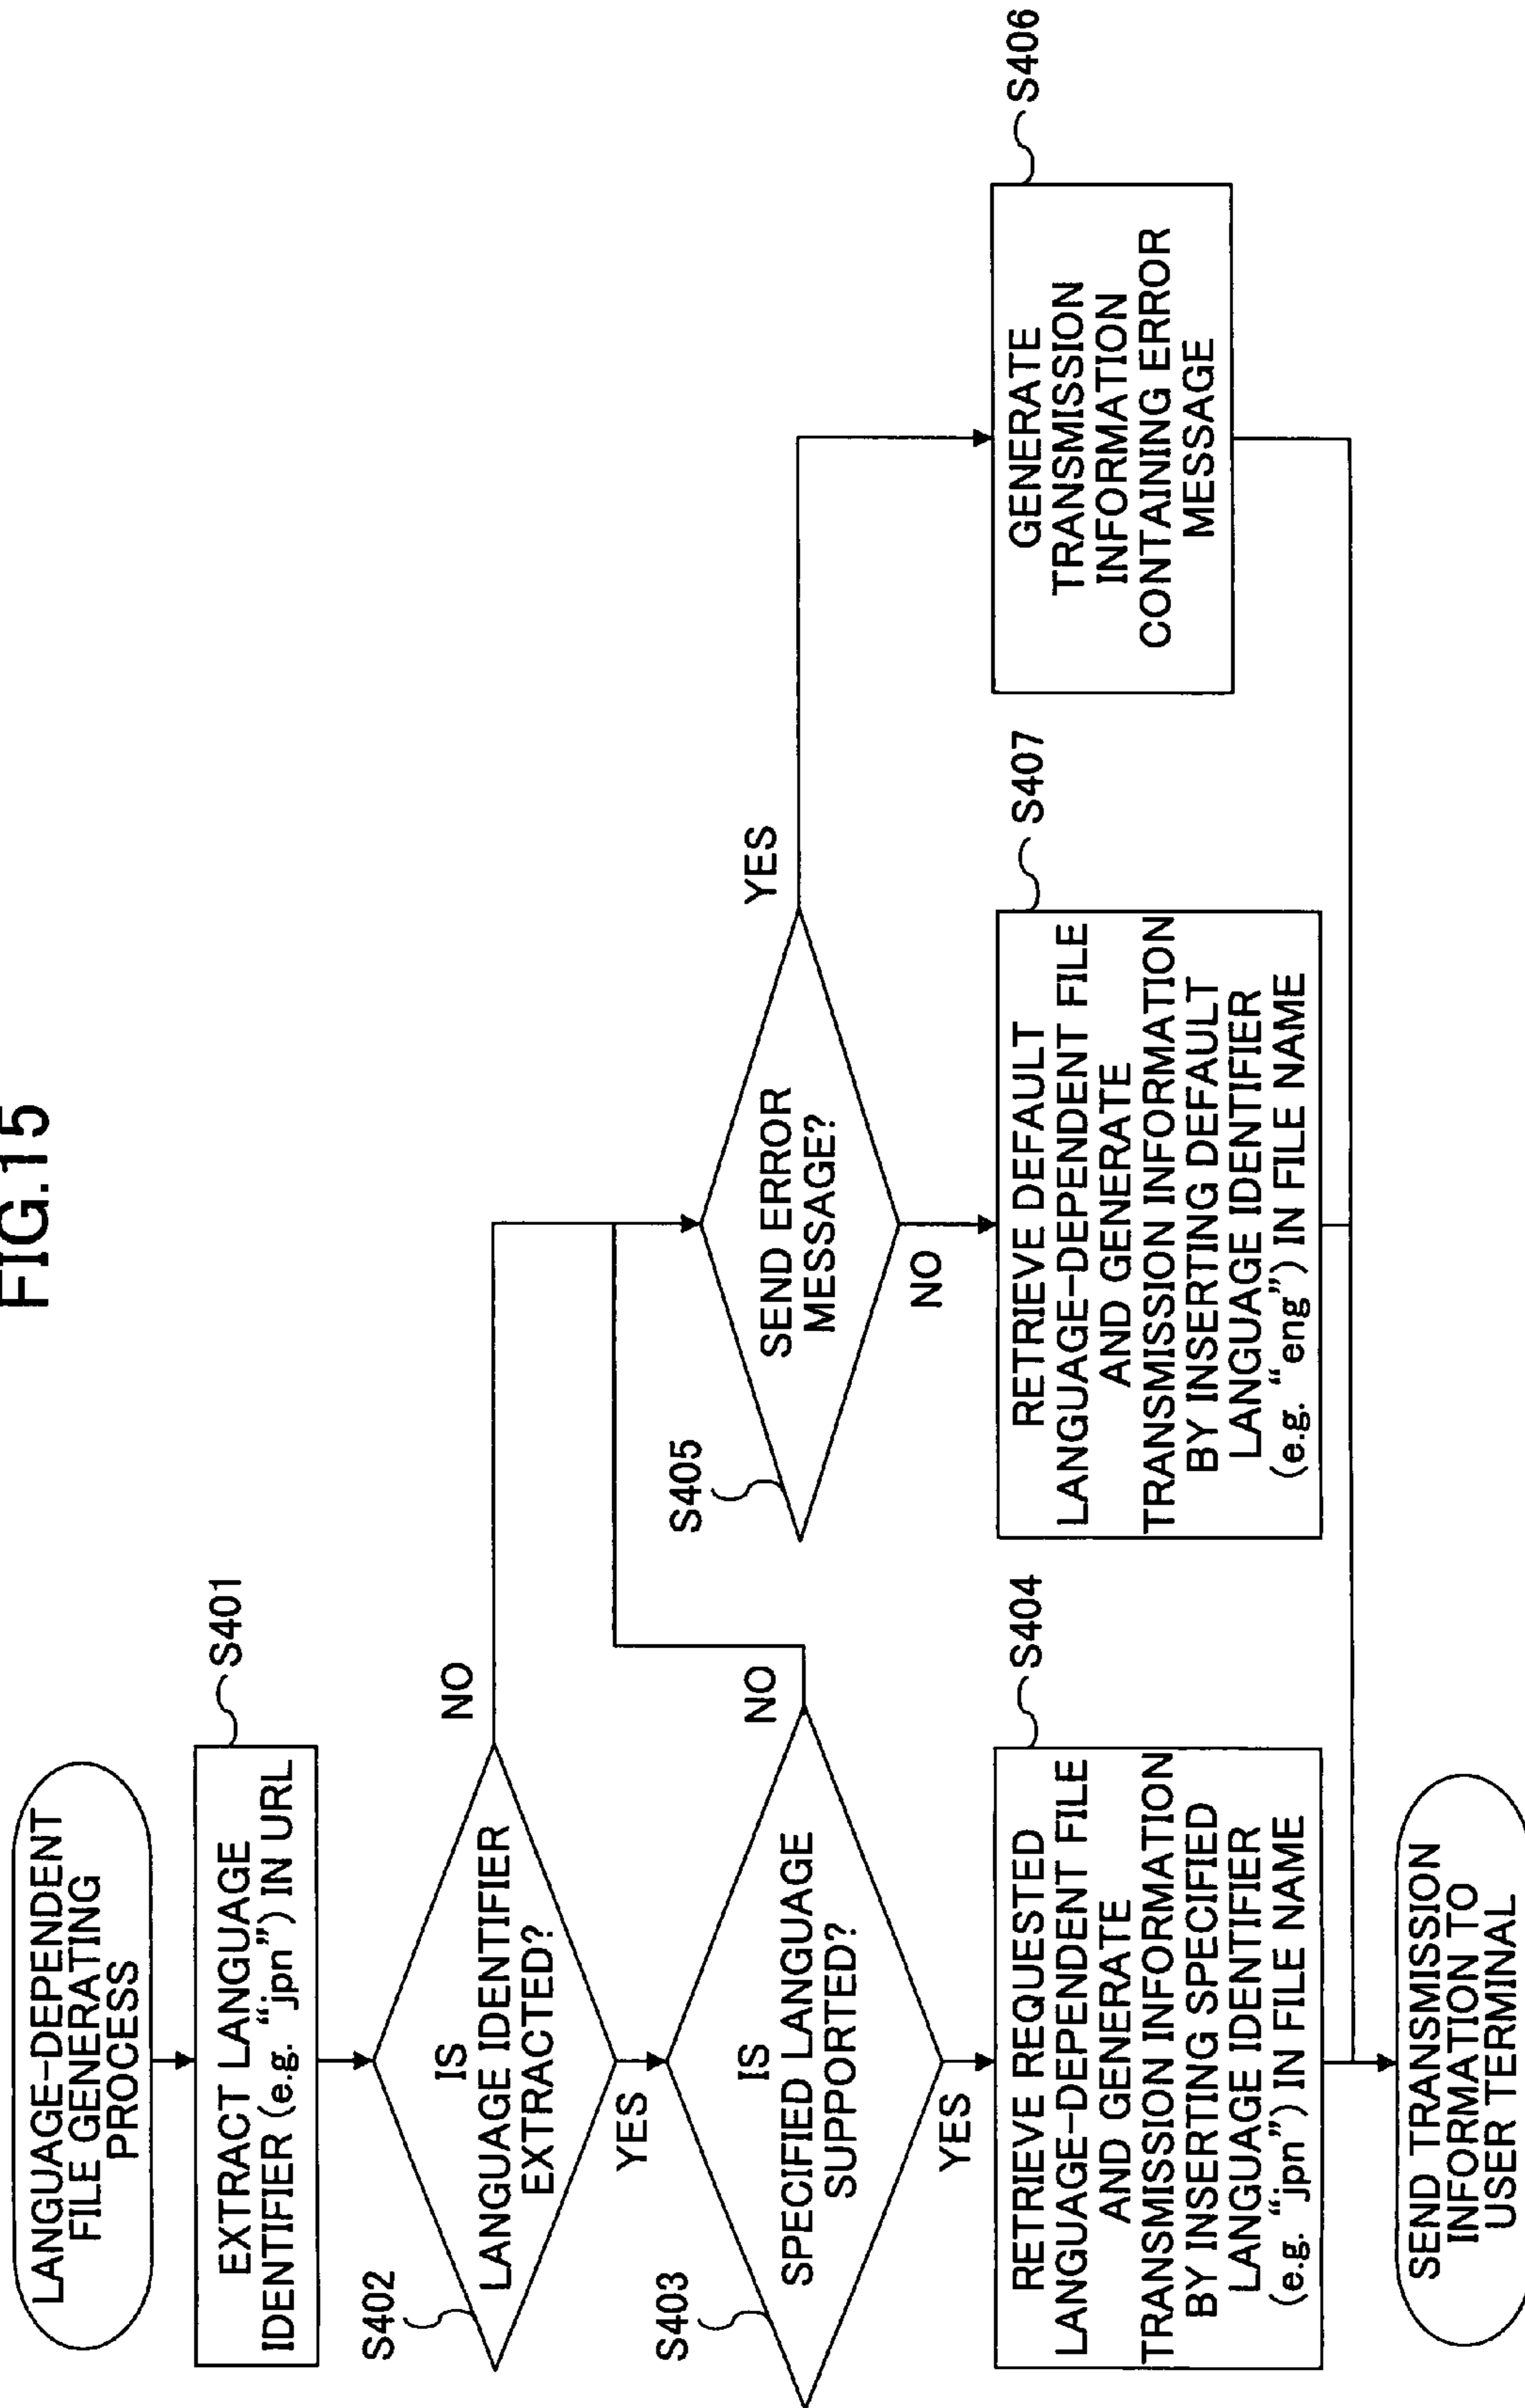 FIG.15
LANGUAGE-DEPENDENT
FILE GENERATING
PROCESS
S401
EXTRACT LANGUAGE
IDENTIFIER (e.g. “jpn”) IN URL
S402
IS
LANGUAGE IDENTIFIER
EXTRACTED?
NO
YES
S403
IS
SPECIFIED LANGUAGE
SUPPORTED?
NO
YES
S405
SEND ERROR
MESSAGE?
YES
NO
S404
RETRIEVE REQUESTED
LANGUAGE-DEPENDENT FILE
AND GENERATE
TRANSMISSION INFORMATION
BY INSERTING SPECIFIED
LANGUAGE IDENTIFIER
(e.g. “jpn”) IN FILE NAME
S407
RETRIEVE DEFAULT
LANGUAGE-DEPENDENT FILE
AND GENERATE
TRANSMISSION INFORMATION
BY INSERTING DEFAULT
LANGUAGE IDENTIFIER
(e.g. “eng”) IN FILE NAME
S406
GENERATE
TRANSMISSION
INFORMATION
CONTAINING ERROR
MESSAGE
SEND TRANSMISSION
INFORMATION TO
USER TERMINAL